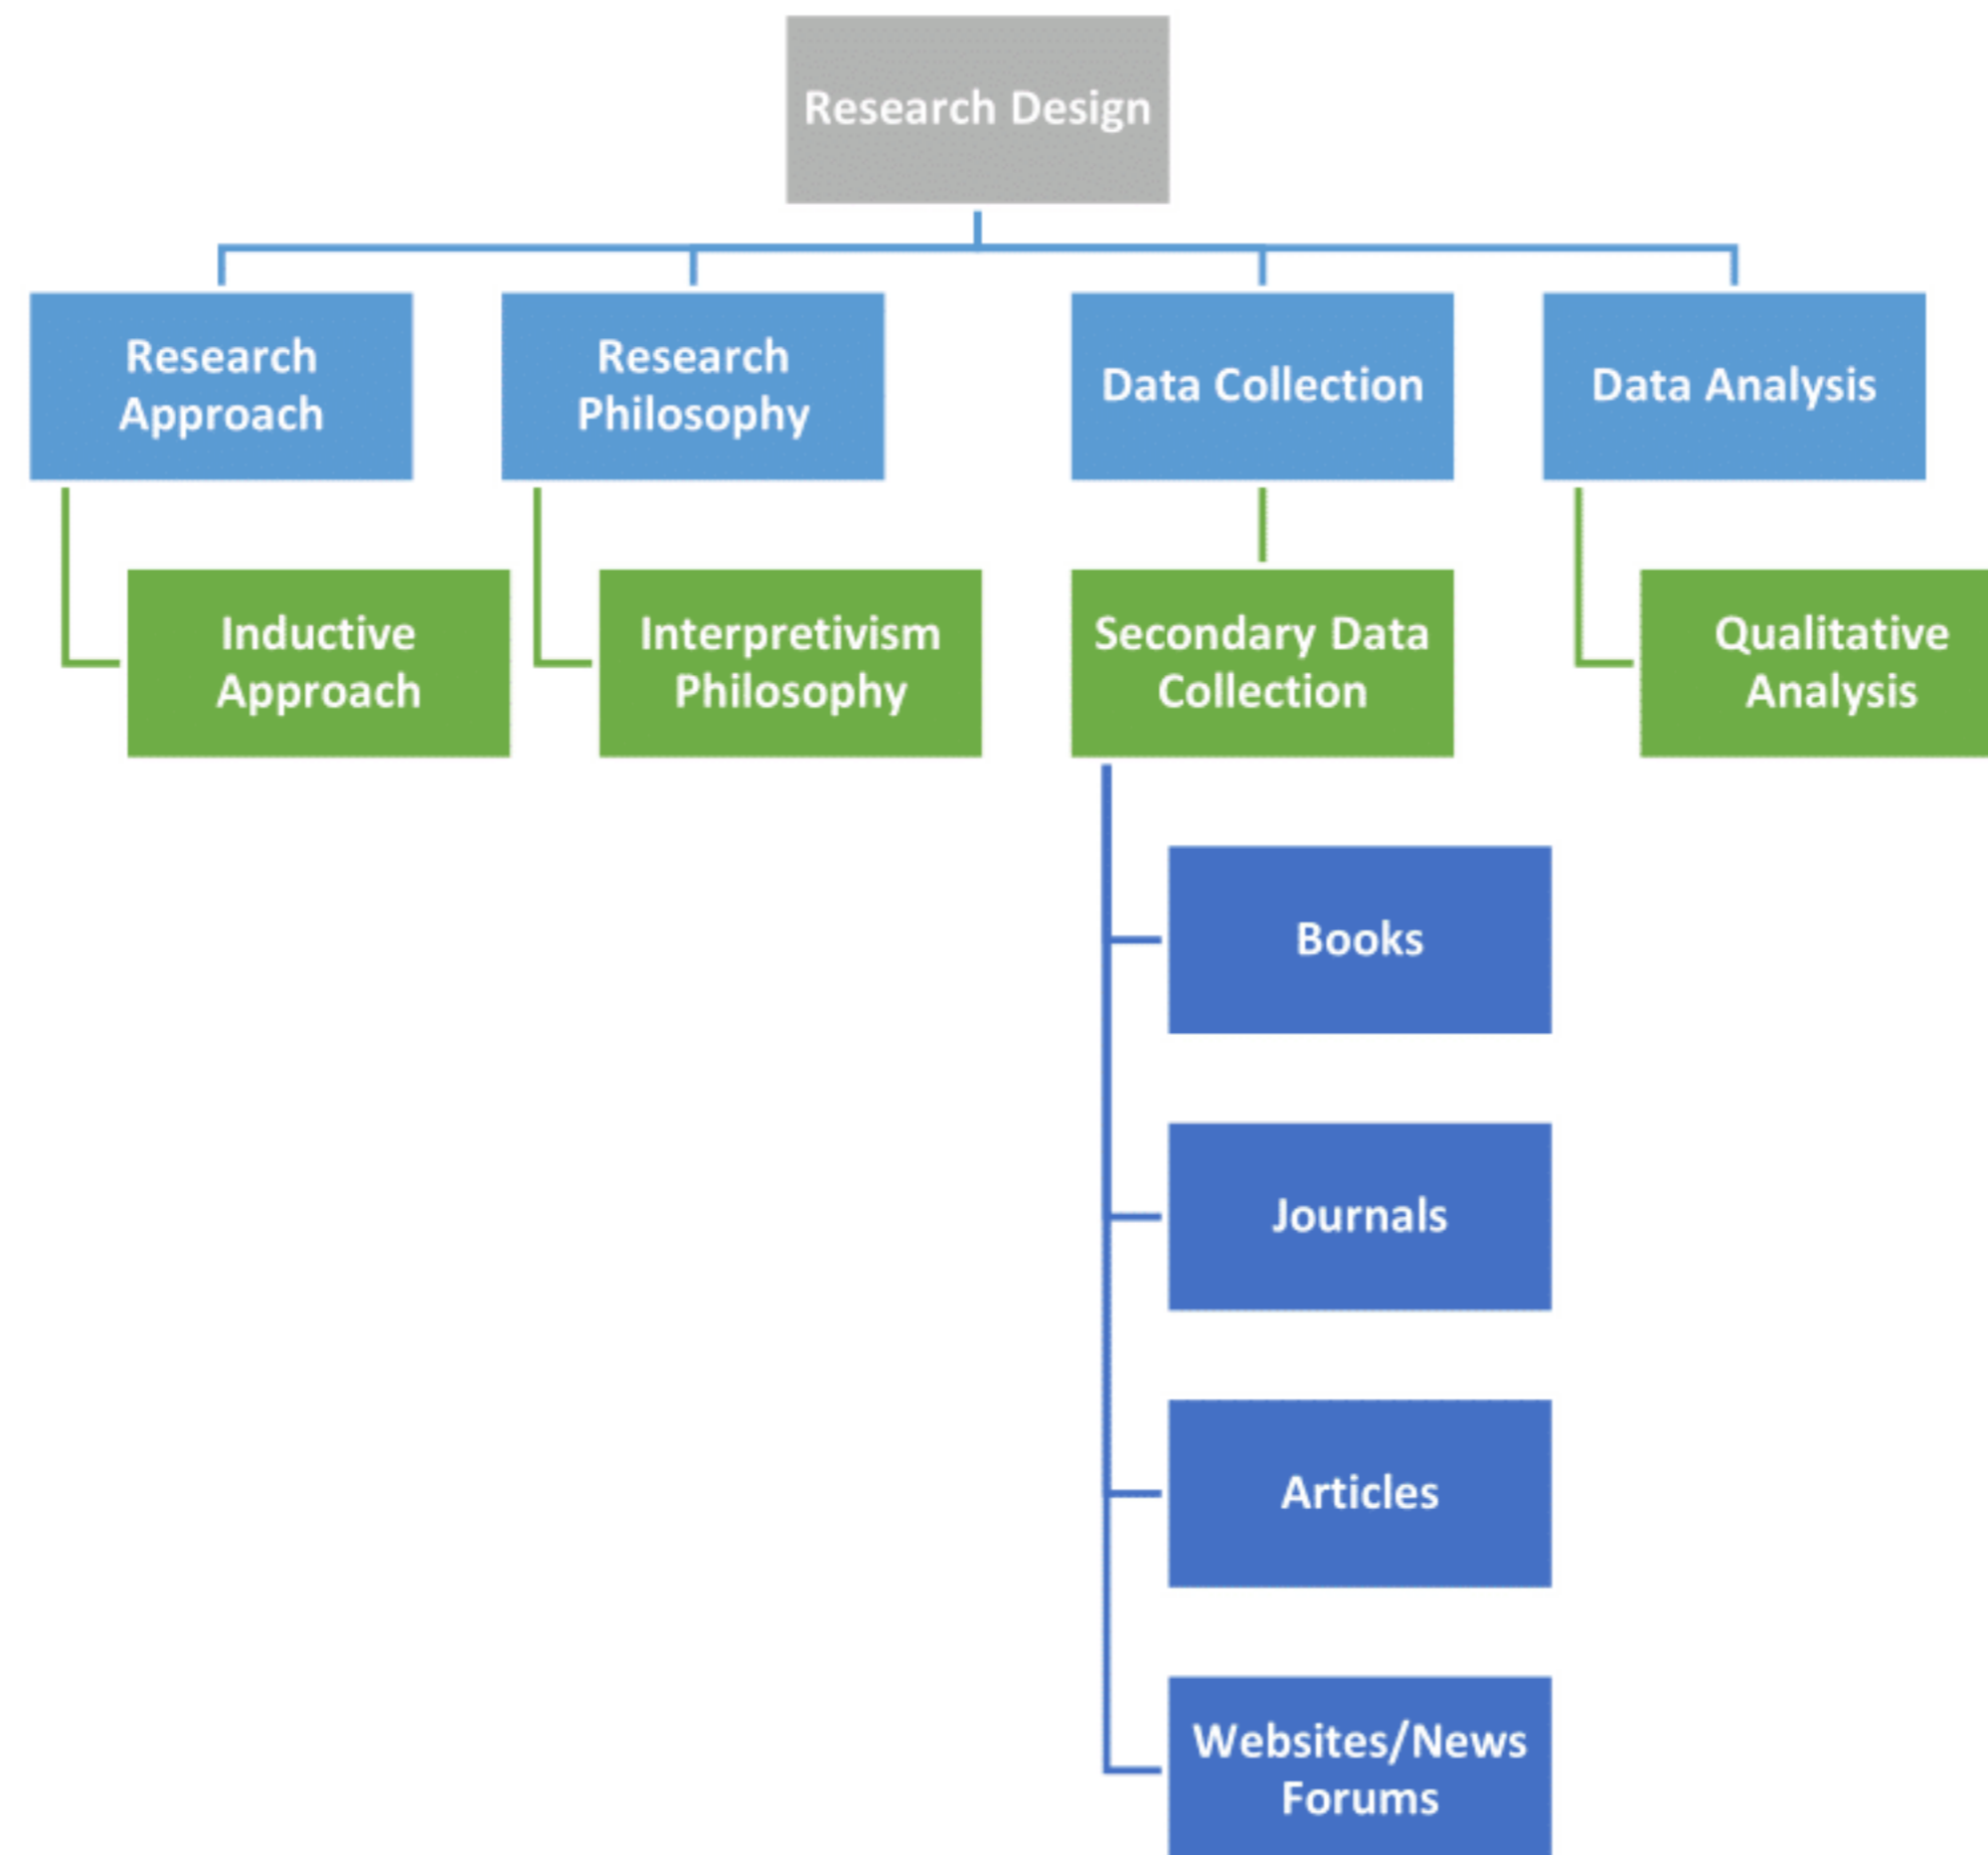 Research Design
Research
Approach
Research
Philosophy
Data Collection
Data Analysis
Inductive
Approach
Interpretivism
Philosophy
Secondary Data
Collection
Qualitative
Analysis
Books
Journals
Articles
Websites/News
Forums